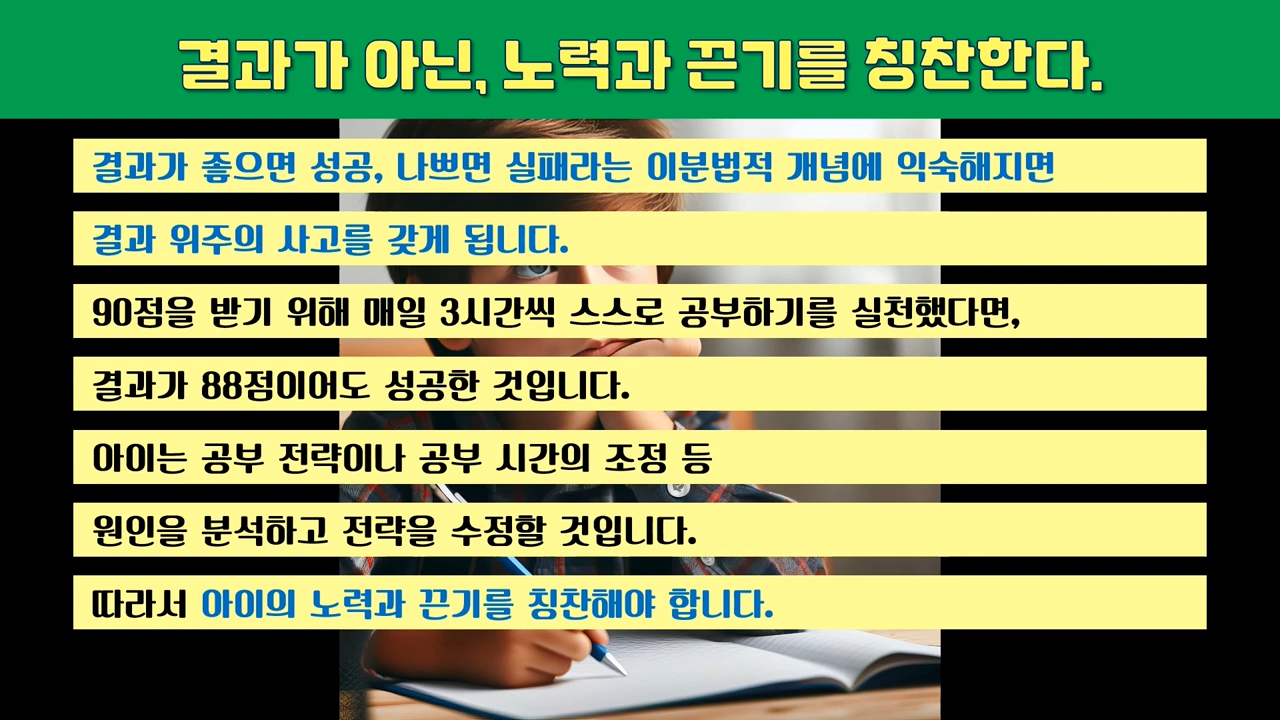 결과가 아닌, 노력과 끈기를 칭찬한다.
결과가 좋으면 성공, 나쁘면 실패라는 이분법적 개념에 익숙해지면
결과 위주의 사고를 갖게 됩니다.
90점을 받기 위해 매일 3시간씩 스스로 공부하기를 실천했다면,
결과가 88점이어도 성공한 것입니다.
아이는 공부 전략이나 공부 시간의 조정 등
원인을 분석하고 전략을 수정할 것입니다.
따라서 아이의 노력과 끈기를 칭찬해야 합니다.